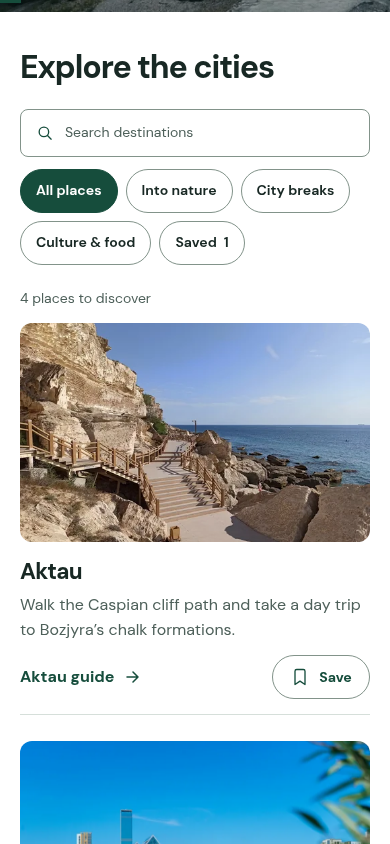 Explore the cities
Search destinations
All places
Into nature
City breaks
Culture & food
Saved 1
4 places to discover
Aktau
Walk the Caspian cliff path and take a day trip
to Bozjyra’s chalk formations.
Aktau guide →
Save